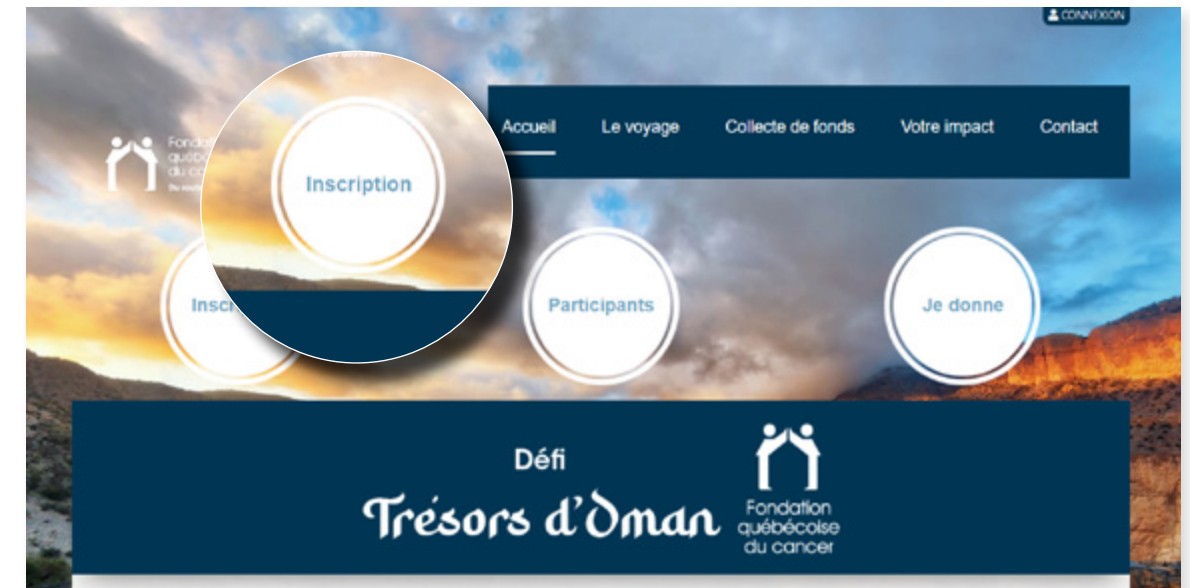 CONNEXION
Accueil
Le voyage
Collecte de fonds
Votre impact
Contact
Inscription
Participants
Je donne
Défi
Trésors d'Oman
Fondation
québécoise
du cancer